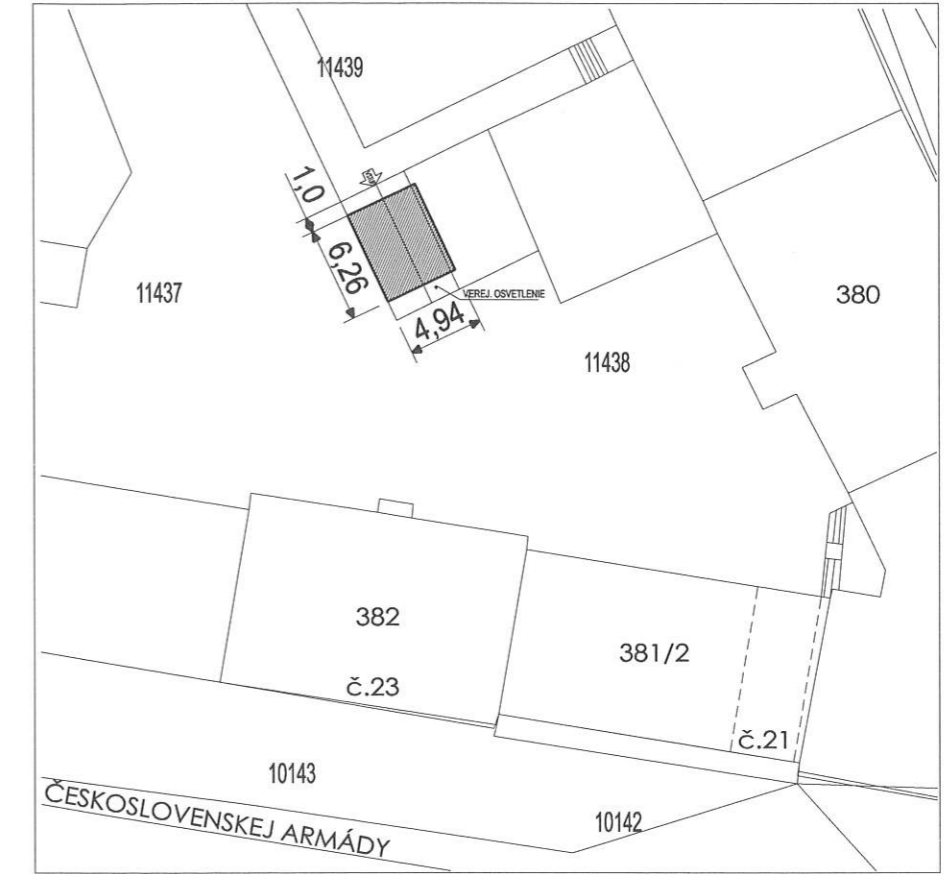 11439
1,0
6,26
11437
VEREJ. OSVETLENIE
4,94
380
11438
382
381/2
č.23
č.21
10143
ČESKOSLOVENSKEJ ARMÁDY
10142